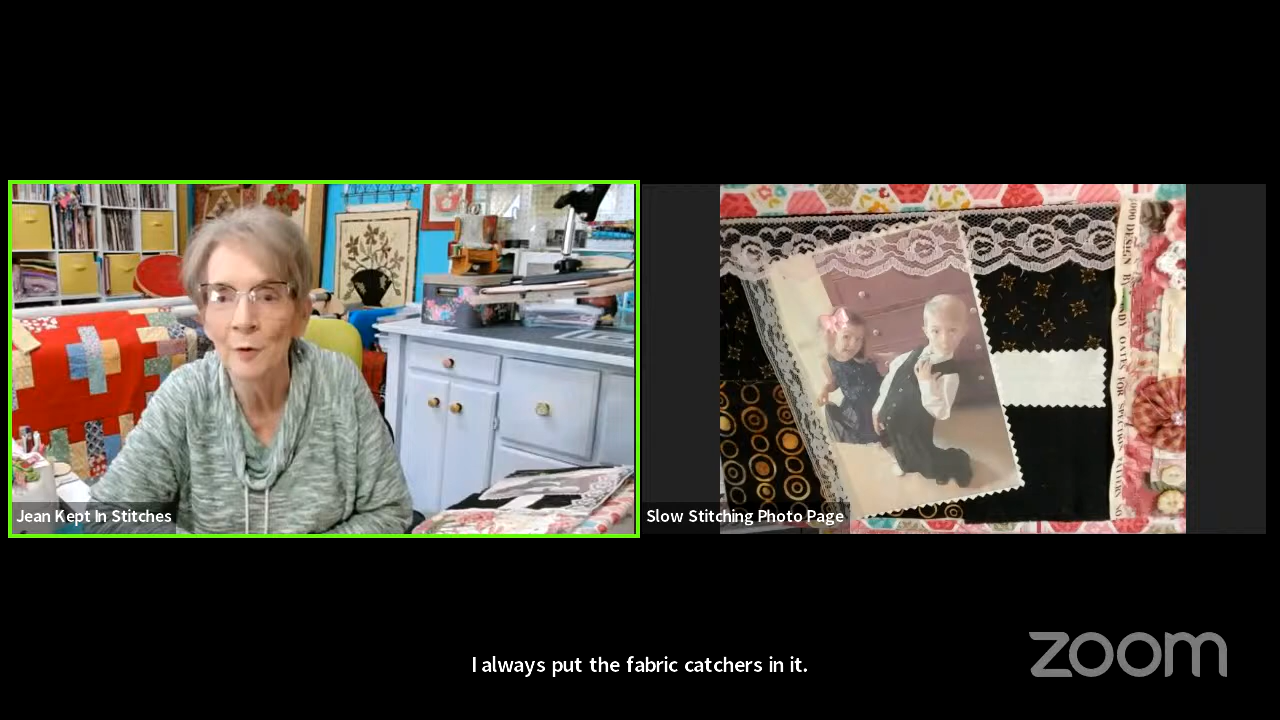 Jean Kept In Stitches
Slow Stitching Photo Page
I always put the fabric catchers in it.
zoom